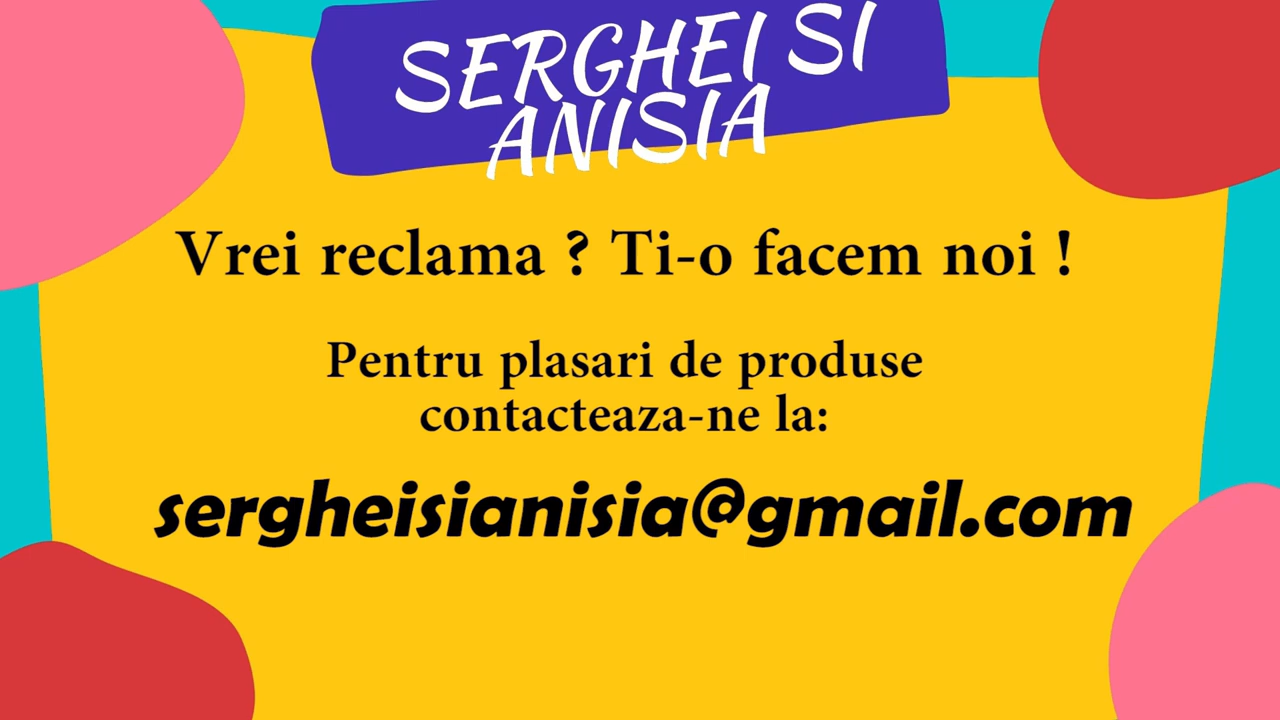 SERGHEI SI
ANISIA
Vrei reclama ? Ti-o facem noi !
Pentru plasari de produse
contacteaza-ne la:
sergheisianisia@gmail.com